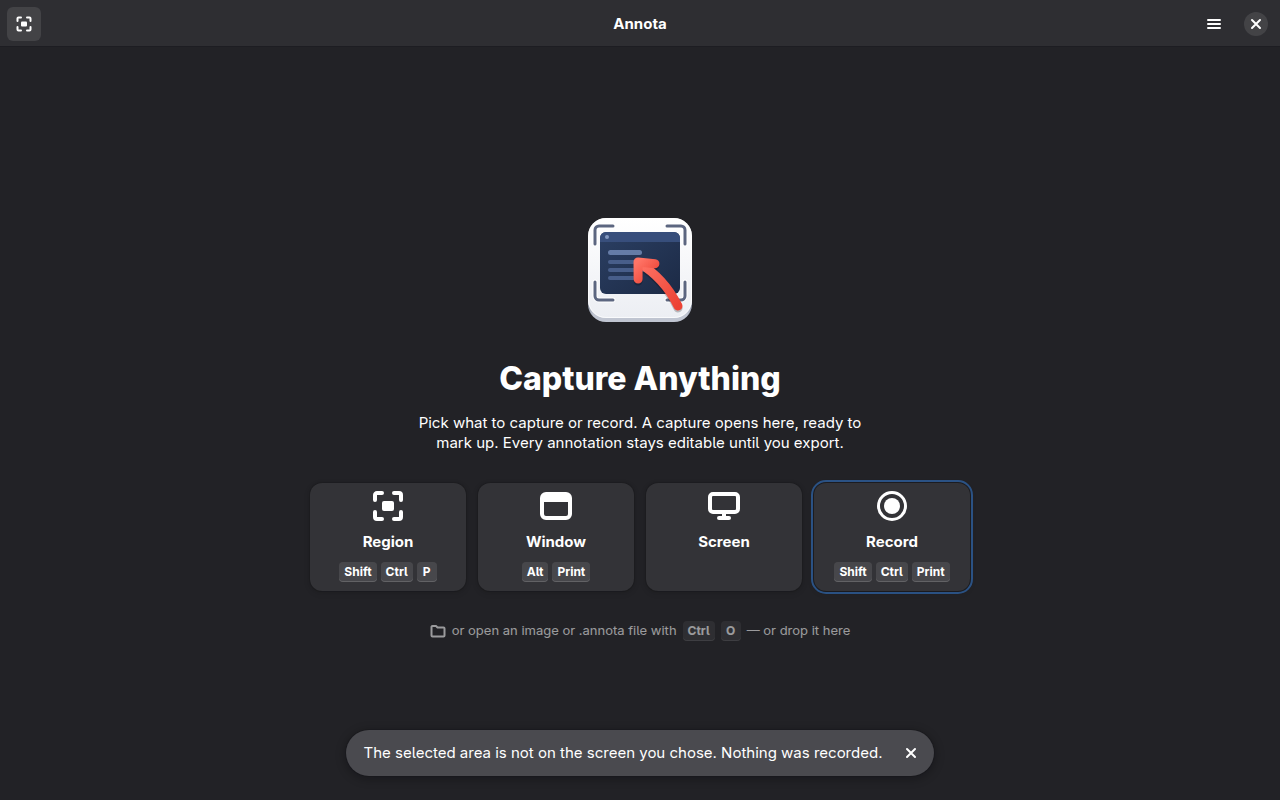 Annota
Capture Anything
Pick what to capture or record. A capture opens here, ready to
mark up. Every annotation stays editable until you export.
Region
Shift Ctrl P
Window
Alt Print
Screen
Record
Shift Ctrl Print
or open an image or .annota file with Ctrl O — or drop it here
The selected area is not on the screen you chose. Nothing was recorded.